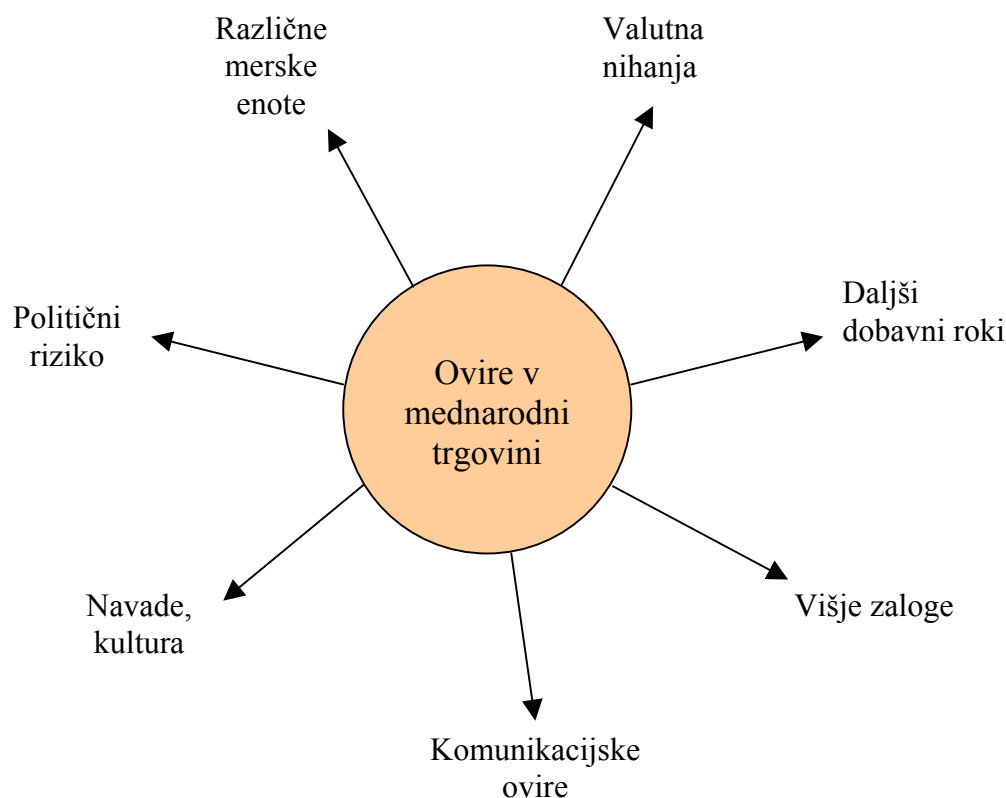 Različne
merske
enote
Valutna
nihanja
Daljši
dobavni roki
Politični
riziko
Ovire v
mednarodni
trgovini
Navade,
kultura
Višje zaloge
Komunikacijske
ovire